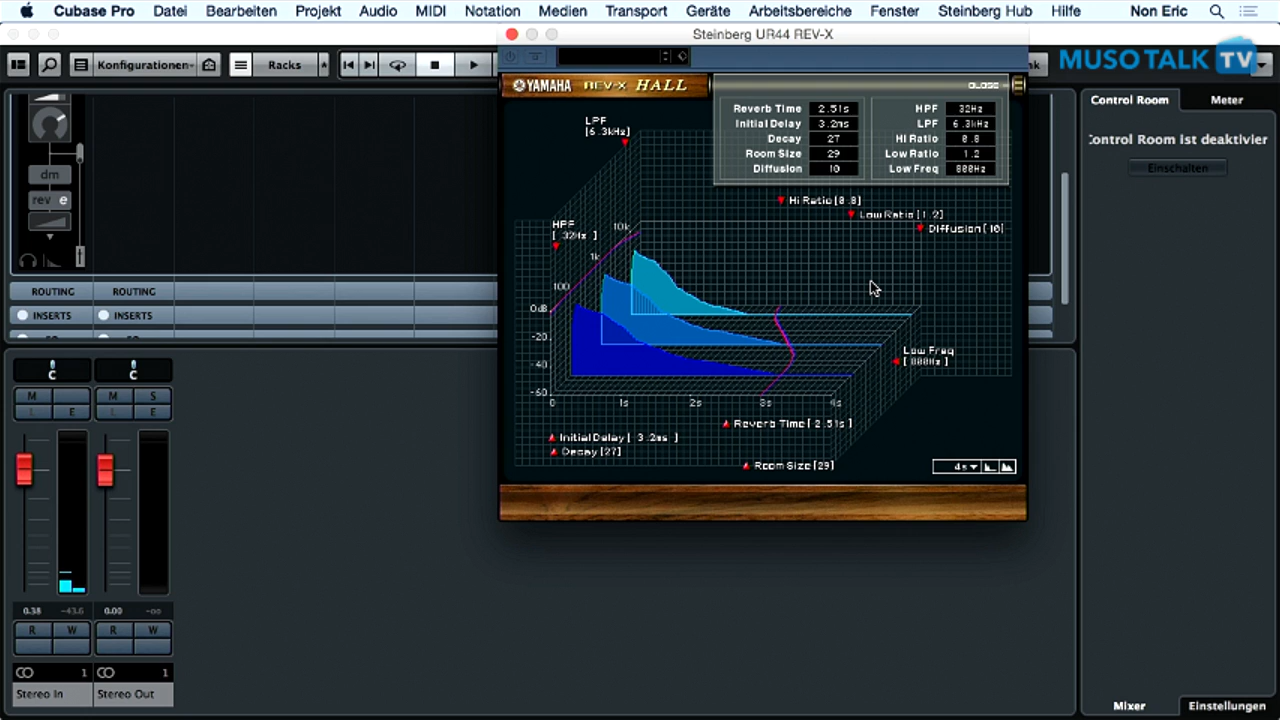 Cubase Pro Datei Bearbeiten Projekt Audio MIDI Notation Medien Transport Geräte Arbeitsbereiche Fenster Steinberg Hub Hilfe Non Eric
Steinberg UR44 REV-X
Konfigurationen
Racks
MUSO TALK TV
YAMAHA REV-X HALL
CLOSE
Reverb Time 2.51s HPF 32Hz
Initial Delay 3.2ms LPF 6.3kHz
Decay 27 Hi Ratio 0.8
Room Size 29 Low Ratio 1.2
Diffusion 10 Low Freq 800Hz
Control Room Meter
Control Room ist deaktivier
Einschalten
LPF
[6.3kHz]
Hi Ratio[0.8]
Low Ratio[1.2]
Diffusion[10]
HPF
[ 32Hz ]
10k
1k
100
0dB
-20
-40
-60
0 1s 2s 3s 4s
Low Freq
[800Hz]
Reverb Time[ 2.51s ]
Initial Delay[ 3.2ms ]
Decay[27]
Room Size[29]
4s
dm
rev e
ROUTING ROUTING
INSERTS INSERTS
C C
M M S
L E L E
0.38 -43.6 0.00 -oo
R W R W
1 1
Stereo In Stereo Out
Mixer Einstellungen